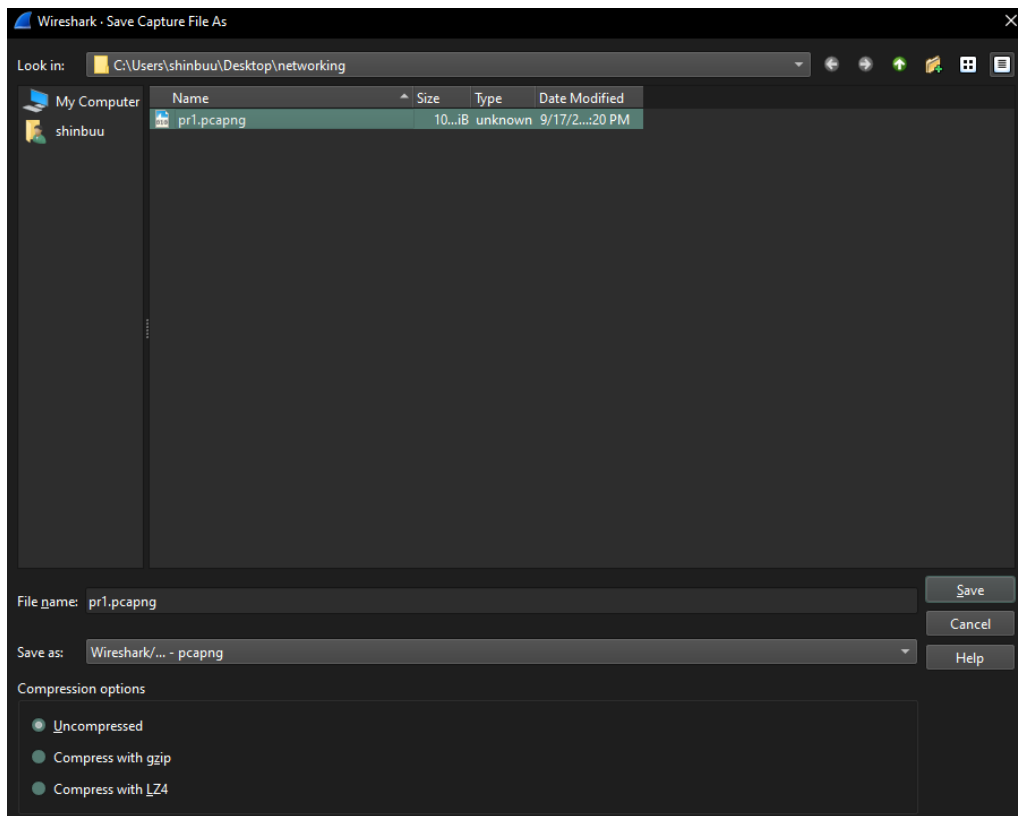 Wireshark · Save Capture File As
Look in: C:\Users\shinbuu\Desktop\networking
My Computer
shinbuu
Name Size Type Date Modified
pr1.pcapng 10...iB unknown 9/17/2...:20 PM
File name: pr1.pcapng
Save
Cancel
Save as: Wireshark/... - pcapng
Help
Compression options
Uncompressed
Compress with gzip
Compress with LZ4